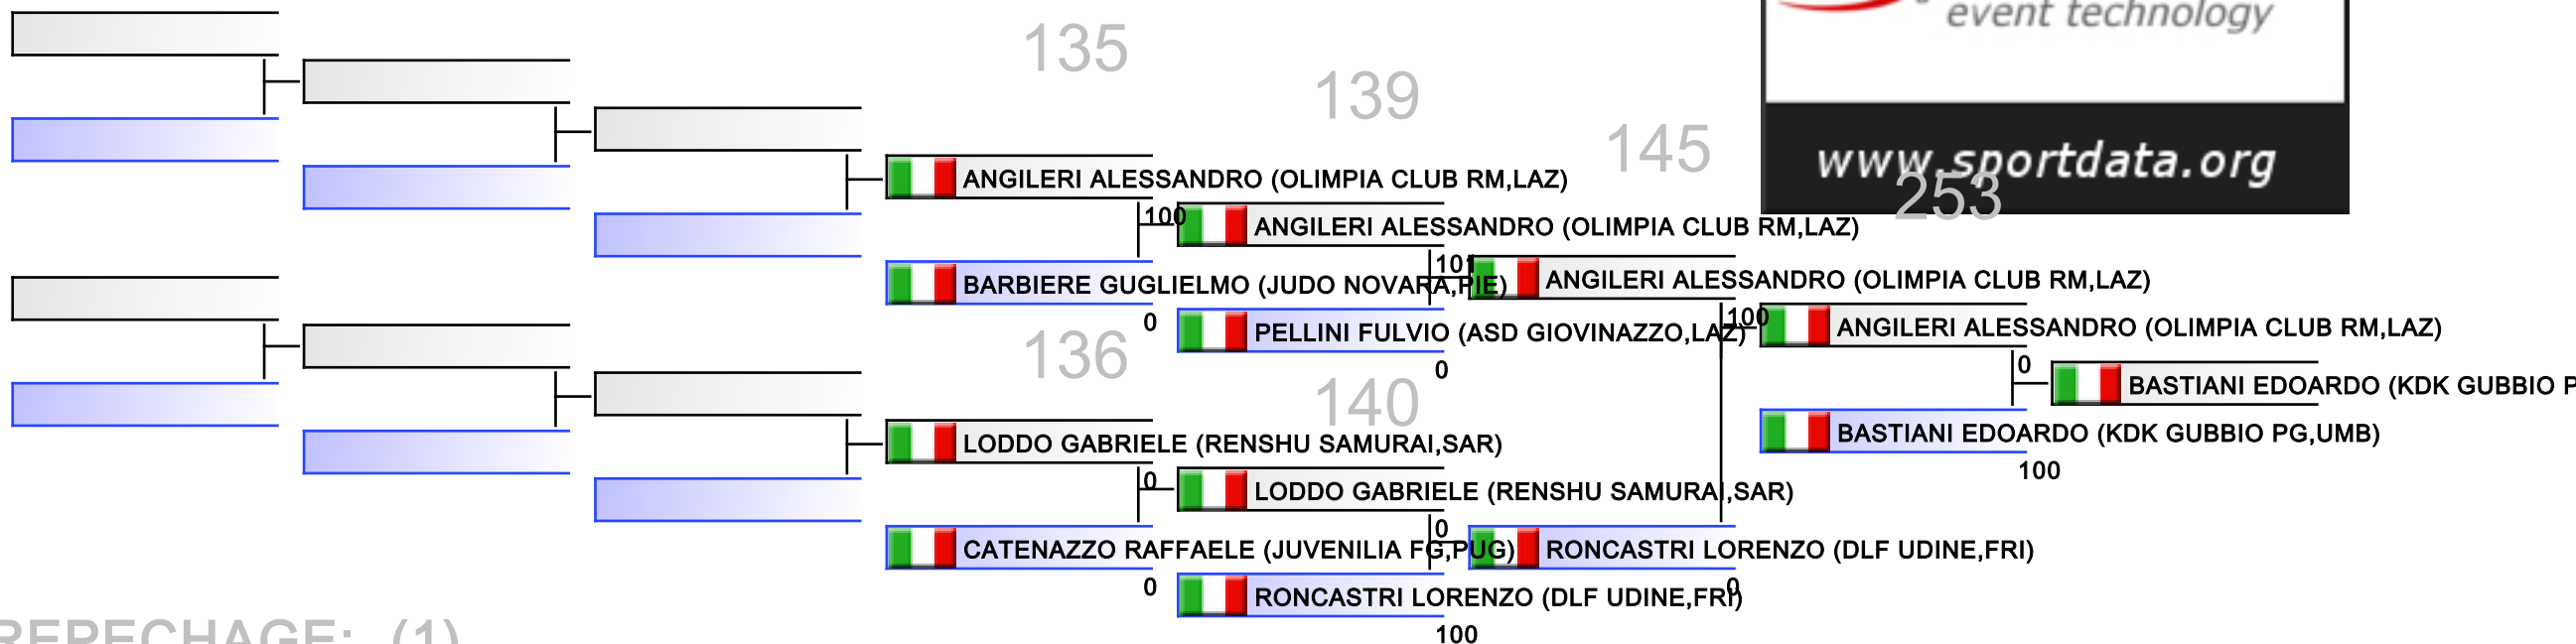 event technology
135
139
145
www.sportdata.org
253
ANGILERI ALESSANDRO (OLIMPIA CLUB RM,LAZ)
100
ANGILERI ALESSANDRO (OLIMPIA CLUB RM,LAZ)
BARBIERE GUGLIELMO (JUDO NOVARA,PIE)
0
101
ANGILERI ALESSANDRO (OLIMPIA CLUB RM,LAZ)
PELLINI FULVIO (ASD GIOVINAZZO,LAZ)
0
100
ANGILERI ALESSANDRO (OLIMPIA CLUB RM,LAZ)
0
BASTIANI EDOARDO (KDK GUBBIO P
BASTIANI EDOARDO (KDK GUBBIO PG,UMB)
100
136
140
LODDO GABRIELE (RENSHU SAMURAI,SAR)
0
LODDO GABRIELE (RENSHU SAMURAI,SAR)
CATENAZZO RAFFAELE (JUVENILIA FG,PUG)
0
0
RONCASTRI LORENZO (DLF UDINE,FRI)
0
RONCASTRI LORENZO (DLF UDINE,FRI)
100
REPECHAGE: (1)